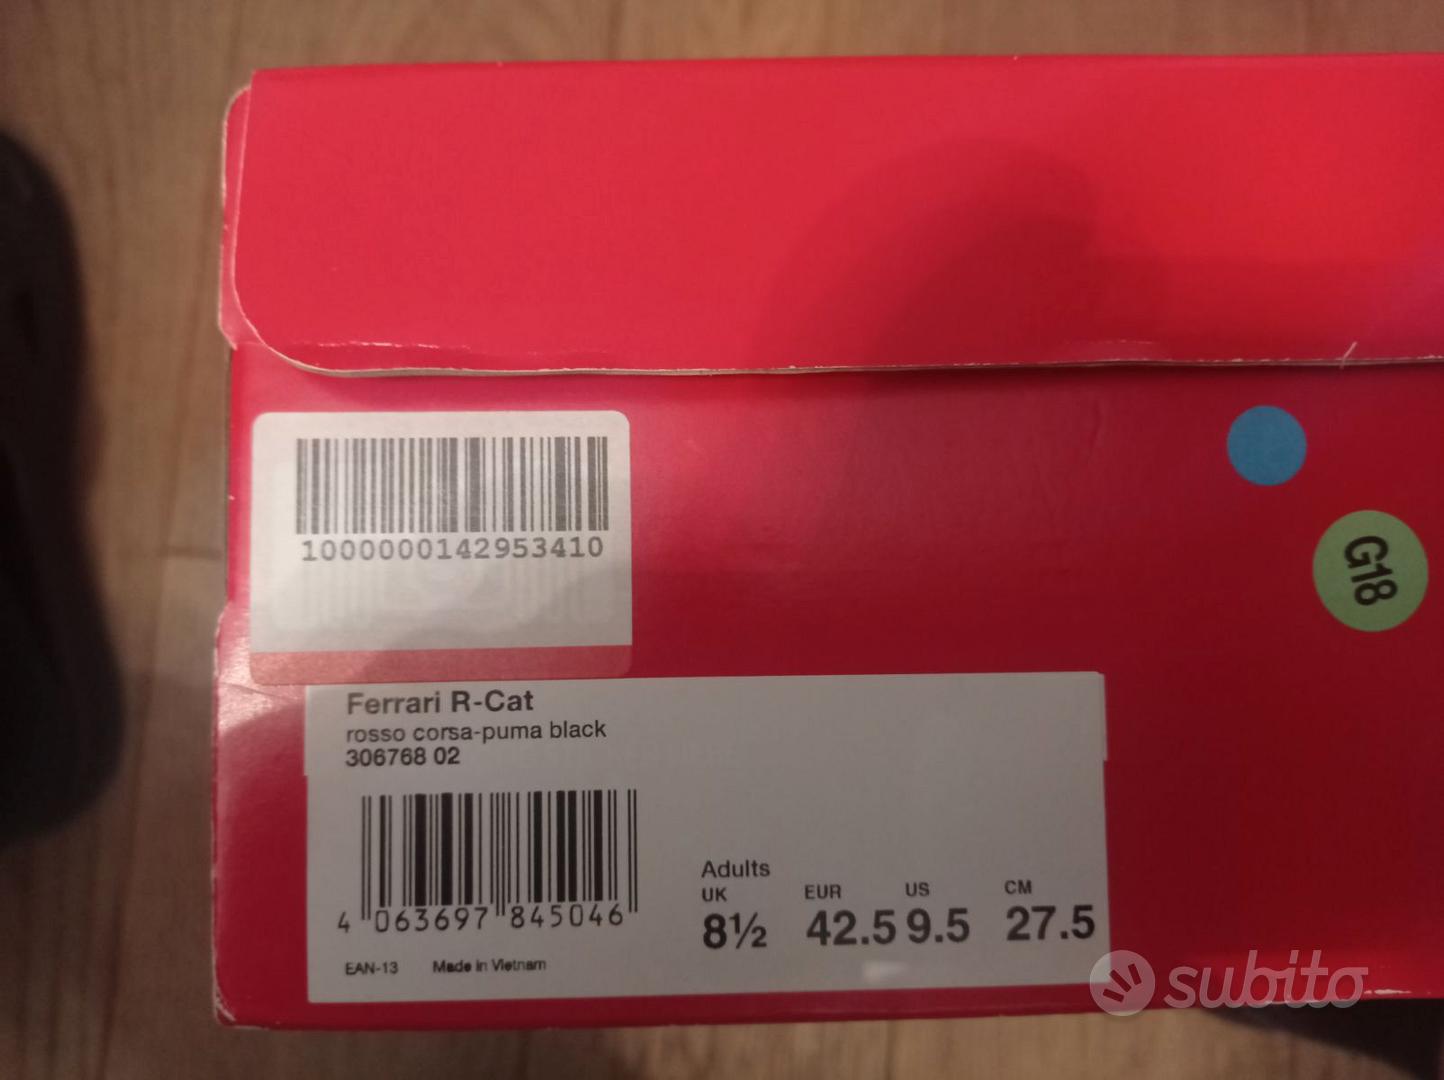 1000000142953410
G18
Ferrari R-Cat
rosso corsa-puma black
306768 02
4 063697 845046
EAN-13 Made in Vietnam
Adults
UK EUR US CM
8½ 42.5 9.5 27.5
subito